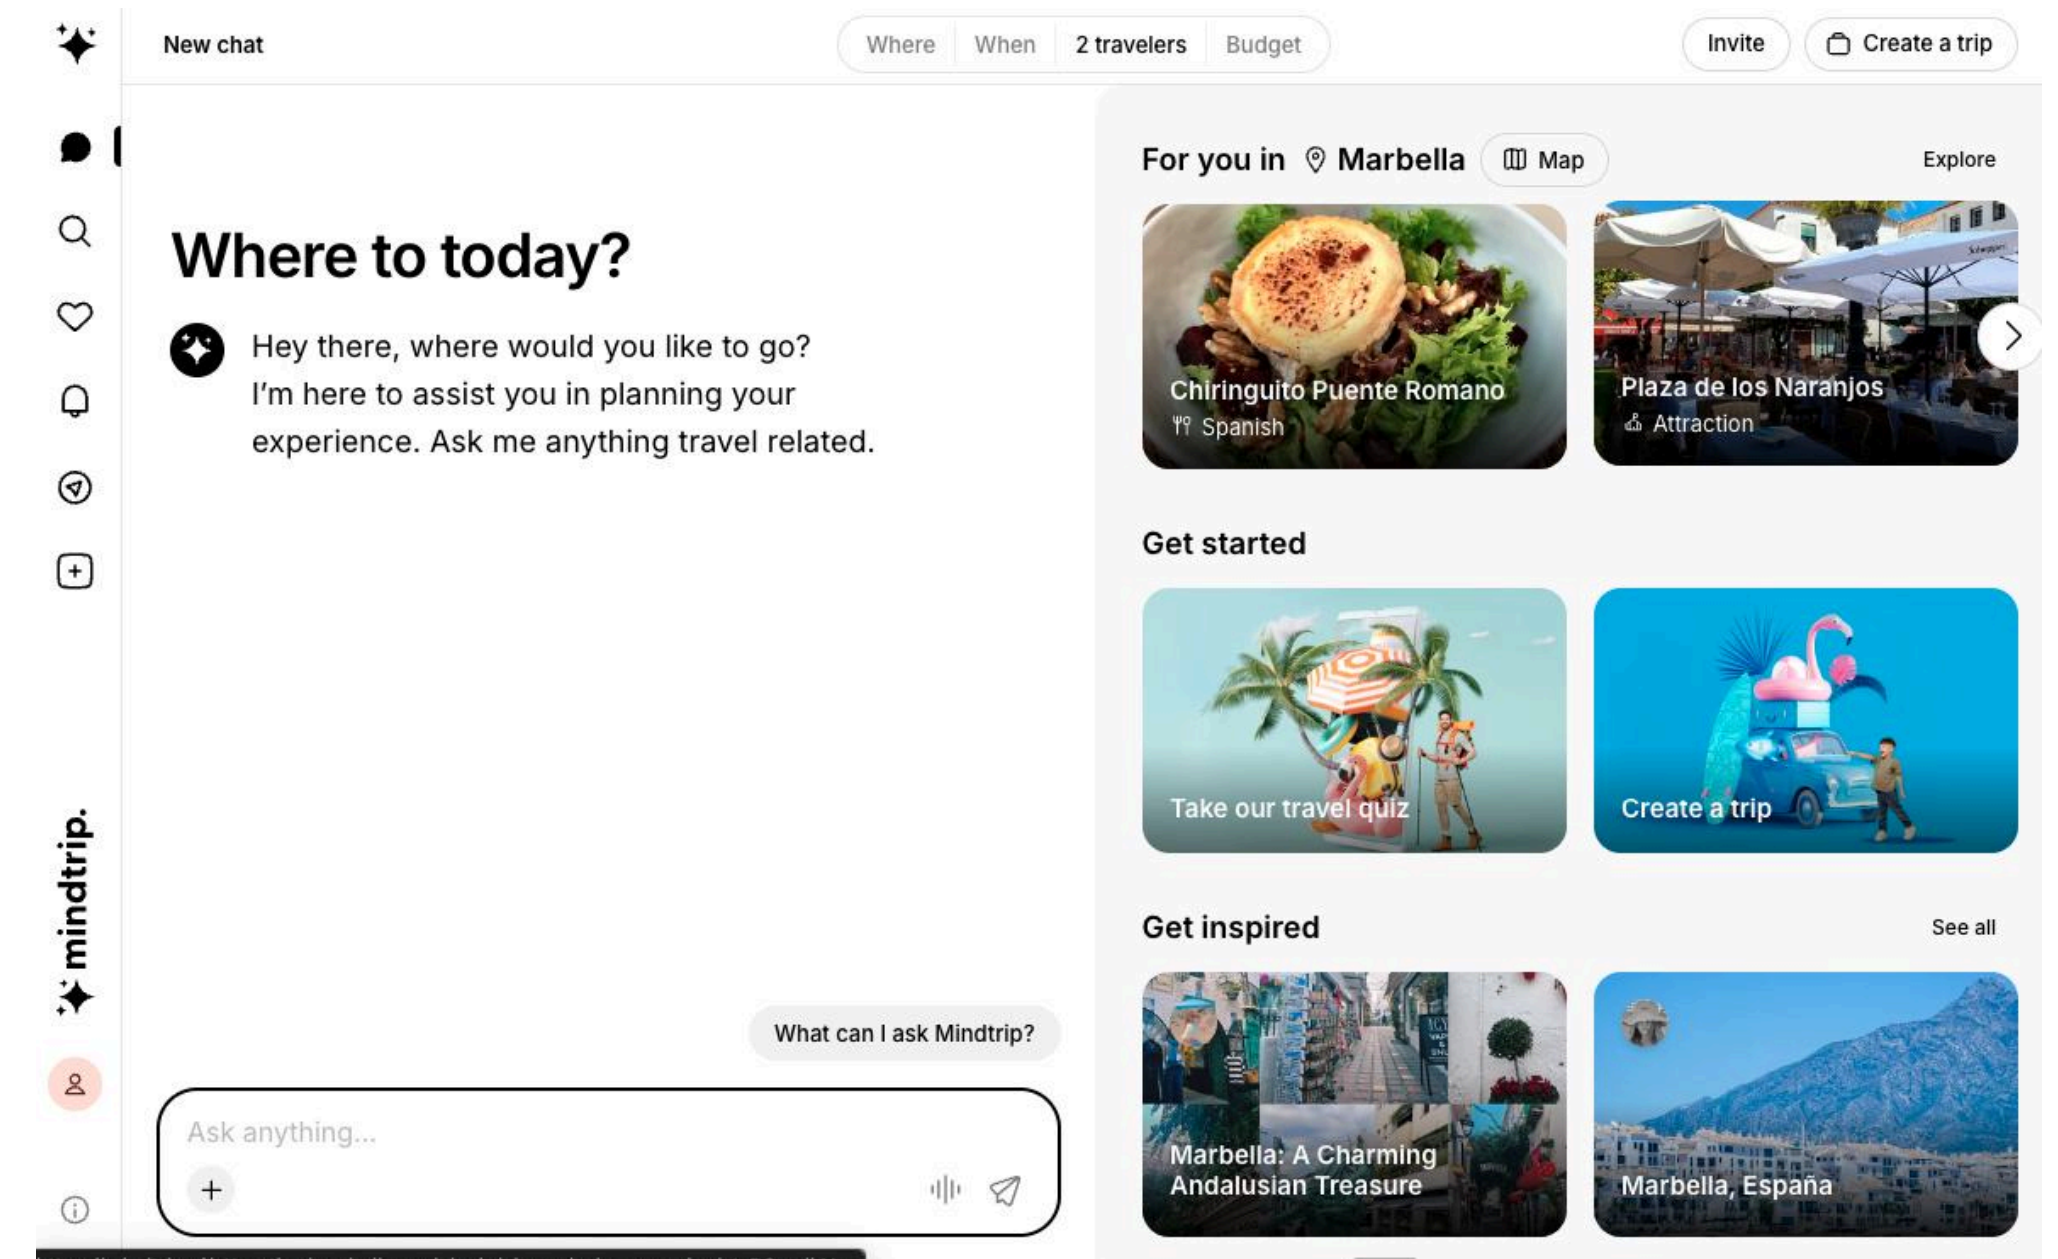 New chat
Where
When
2 travelers
Budget
Invite
Create a trip
Where to today?
Hey there, where would you like to go?
I'm here to assist you in planning your
experience. Ask me anything travel related.
What can I ask Mindtrip?
Ask anything...
mindtrip.
For you in Marbella
Map
Explore
Chiringuito Puente Romano
Spanish
Plaza de los Naranjos
Attraction
Get started
Take our travel quiz
Create a trip
Get inspired
See all
Marbella: A Charming
Andalusian Treasure
Marbella, España